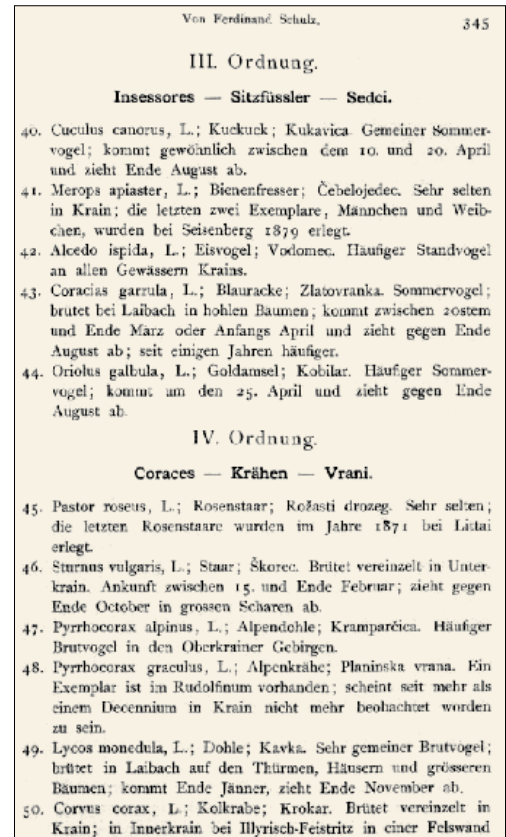 Von Ferdinand Schulz. 345
III. Ordnung.
Insessores — Sitzfüssler — Sedci.
40. Cuculus canorus, L.; Kuckuck; Kukavica. Gemeiner Sommer-
vogel; kommt gewöhnlich zwischen dem 10. und 20. April
und zieht Ende August ab.
41. Merops apiaster, L.; Bienenfresser; Čebelojedec. Sehr selten
in Krain; die letzten zwei Exemplare, Männchen und Weib-
chen, wurden bei Seisenberg 1879 erlegt.
42. Alcedo ispida, L.; Eisvogel; Vodomec. Häufiger Standvogel
an allen Gewässern Krains.
43. Coracias garrula, L.; Blauracke; Zlatovranka. Sommervogel;
brütet bei Laibach in hohlen Bäumen; kommt zwischen 20stem
und Ende März oder Anfangs April und zieht gegen Ende
August ab; seit einigen Jahren häufiger.
44. Oriolus galbula, L.; Goldamsel; Kobilar. Häufiger Sommer-
vogel; kommt um den 25. April und zieht gegen Ende
August ab.
IV. Ordnung.
Coraces — Krähen — Vrani.
45. Pastor roseus, L.; Rosenstaar; Rožasti drozeg. Sehr selten;
die letzten Rosenstaare wurden im Jahre 1871 bei Littai
erlegt.
46. Sturnus vulgaris, L.; Staar; Škorec. Brütet vereinzelt in Unter-
krain. Ankunft zwischen 15. und Ende Februar; zieht gegen
Ende October in grossen Scharen ab.
47. Pyrrhocorax alpinus, L.; Alpendohle; Kramparčica. Häufiger
Brutvogel in den Oberkrainer Gebirgen.
48. Pyrrhocorax graculus, L.; Alpenkrähe; Planinska vrana. Ein
Exemplar ist im Rudolfinum vorhanden; scheint seit mehr als
einem Decennium in Krain nicht mehr beobachtet worden
zu sein.
49. Lycos monedula, L.; Dohle; Kavka. Sehr gemeiner Brutvogel;
brütet in Laibach auf den Thürmen, Häusern und grösseren
Bäumen; kommt Ende Jänner, zieht Ende November ab.
50. Corvus corax, L.; Kolkrabe; Krokar. Brütet vereinzelt in
Krain; in Innerkrain bei Illyrisch-Feistritz in einer Felswand